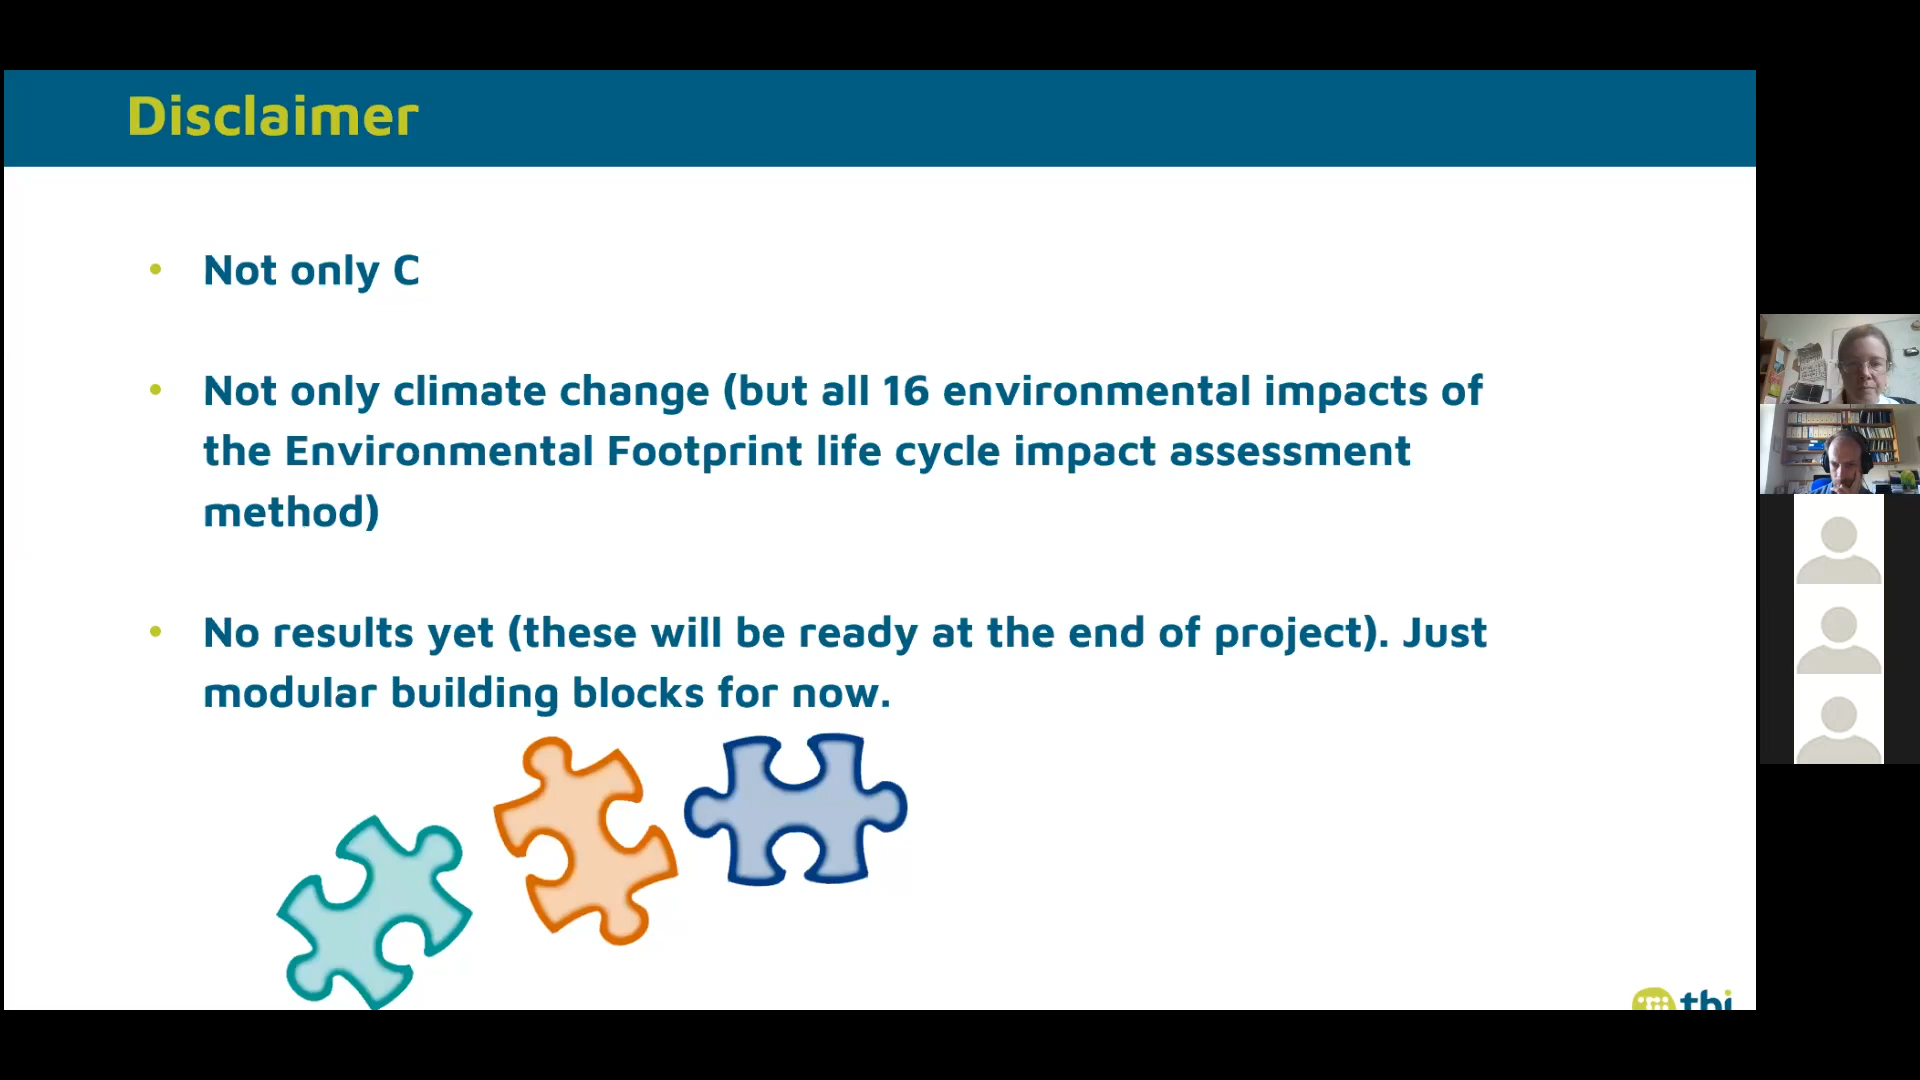 Disclaimer
• Not only C
• Not only climate change (but all 16 environmental impacts of
the Environmental Footprint life cycle impact assessment
method)
• No results yet (these will be ready at the end of project). Just
modular building blocks for now.
tbi